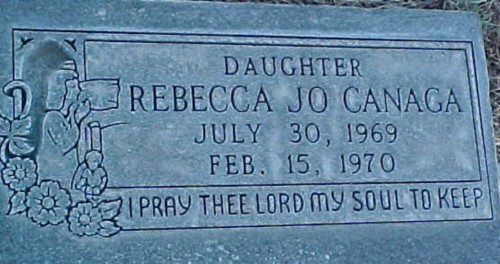 DAUGHTER
REBECCA JO CANAGA
JULY 30, 1969
FEB. 15, 1970
I PRAY THEE LORD MY SOUL TO KEEP